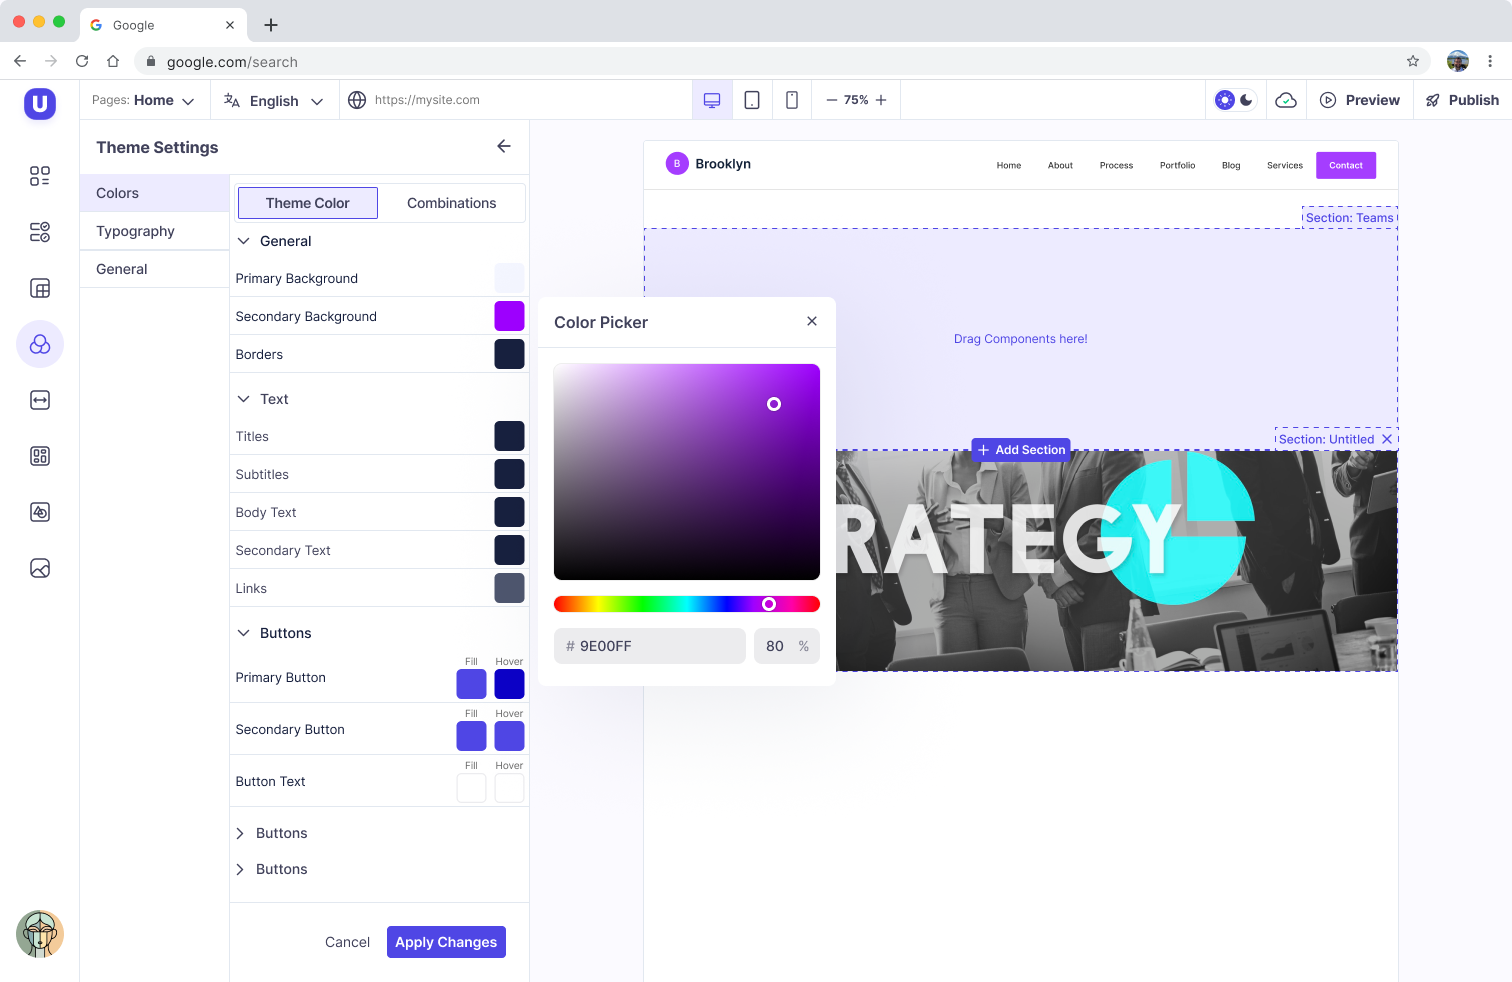 Google
google.com/search
U
Pages: Home
English
https://mysite.com
75%
Preview
Publish
Theme Settings
Colors
Typography
General
Theme Color
Combinations
General
Primary Background
Secondary Background
Borders
Text
Titles
Subtitles
Body Text
Secondary Text
Links
Buttons
Fill Hover
Primary Button
Fill Hover
Secondary Button
Fill Hover
Button Text
Buttons
Buttons
Cancel
Apply Changes
Color Picker
# 9E00FF
80 %
B
Brooklyn
Home
About
Process
Portfolio
Blog
Services
Contact
Section: Teams
Drag Components here!
Section: Untitled
Add Section
RATEGY